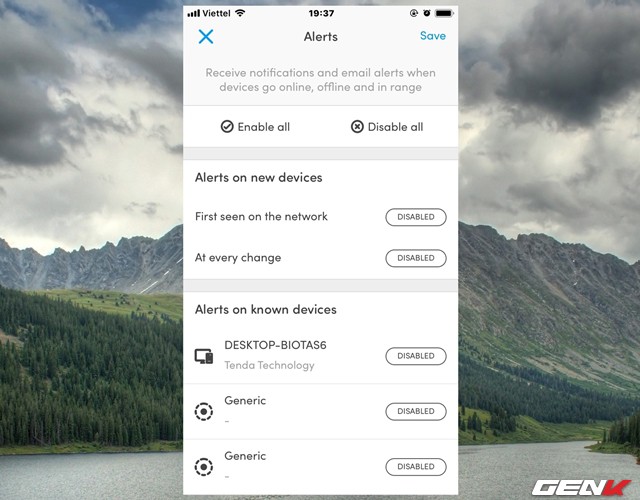 Viettel 19:37
Alerts
Save
Receive notifications and email alerts when
devices go online, offline and in range
Enable all
Disable all
Alerts on new devices
First seen on the network
DISABLED
At every change
DISABLED
Alerts on known devices
DESKTOP-BIOTAS6
Tenda Technology
DISABLED
Generic
-
DISABLED
Generic
-
DISABLED
GENK